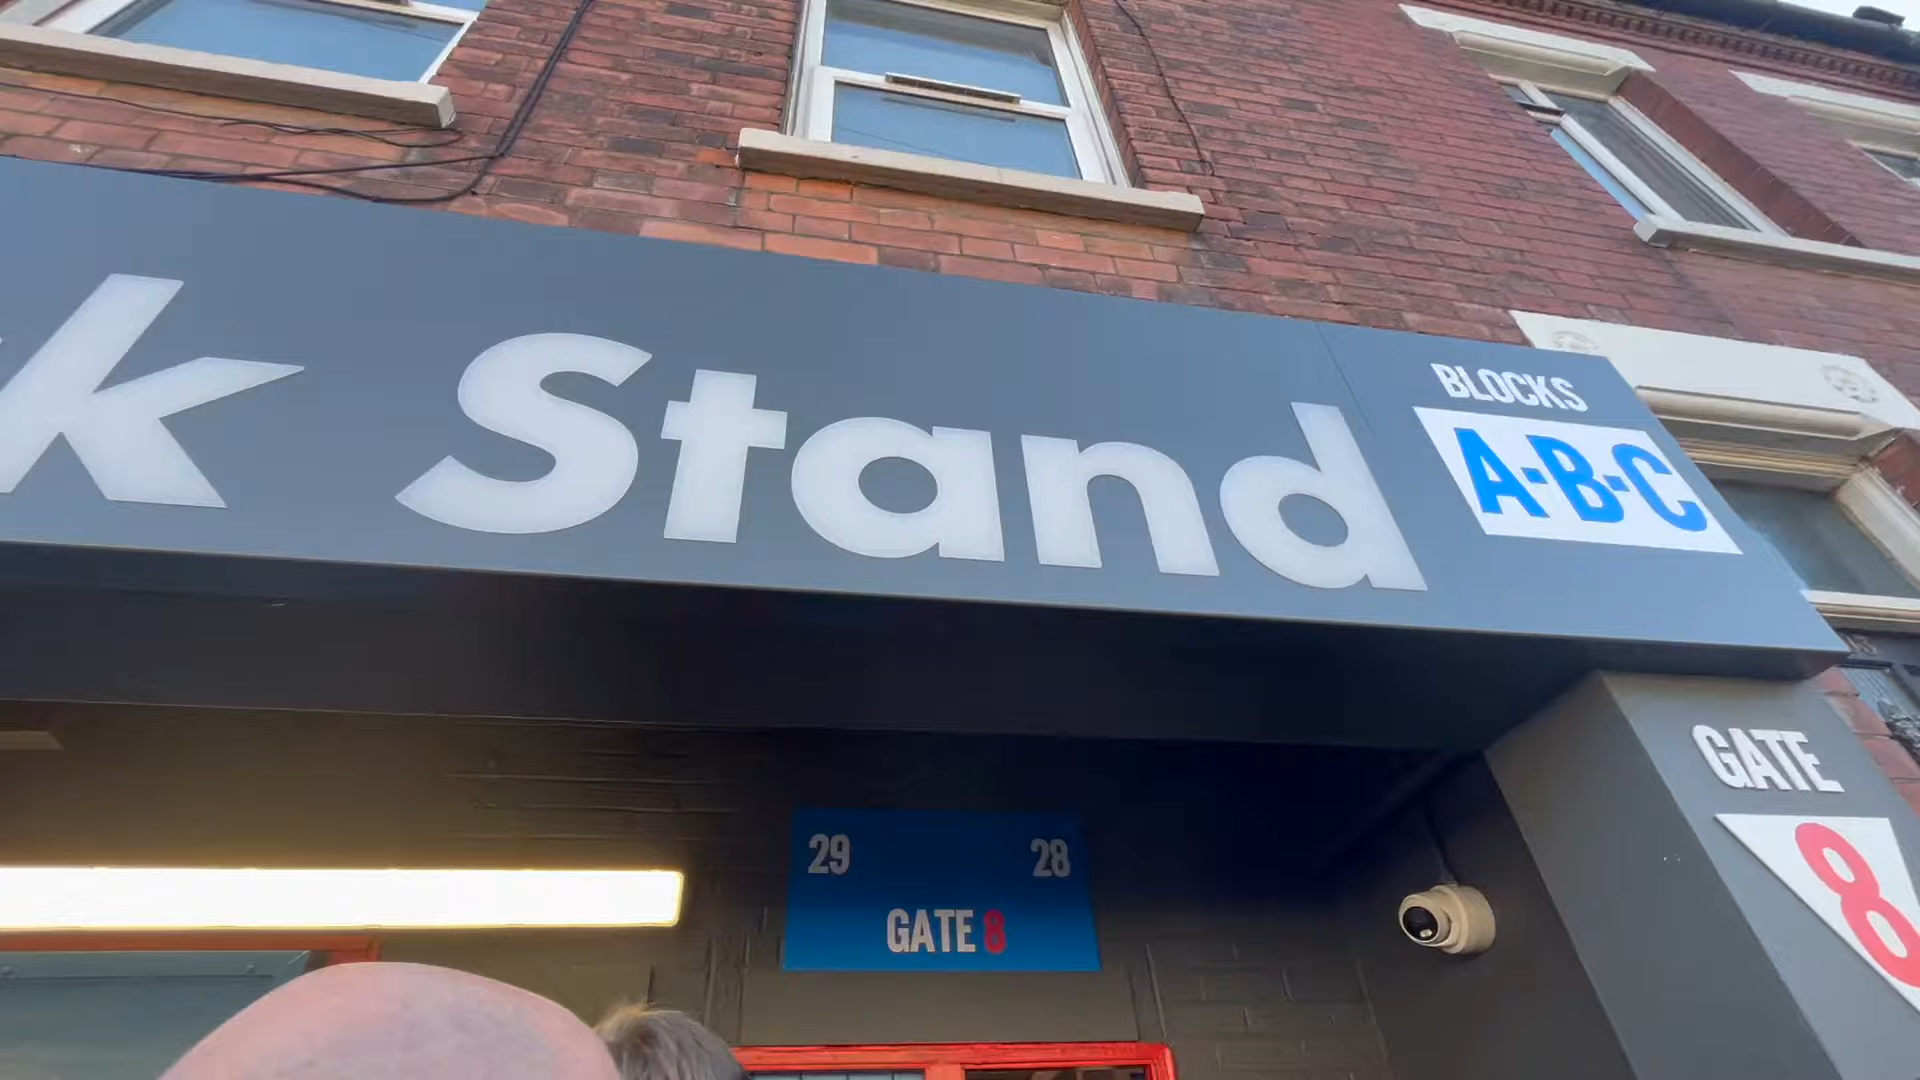 k Stand
BLOCKS
A-B-C
GATE
8
29 28
GATE 8